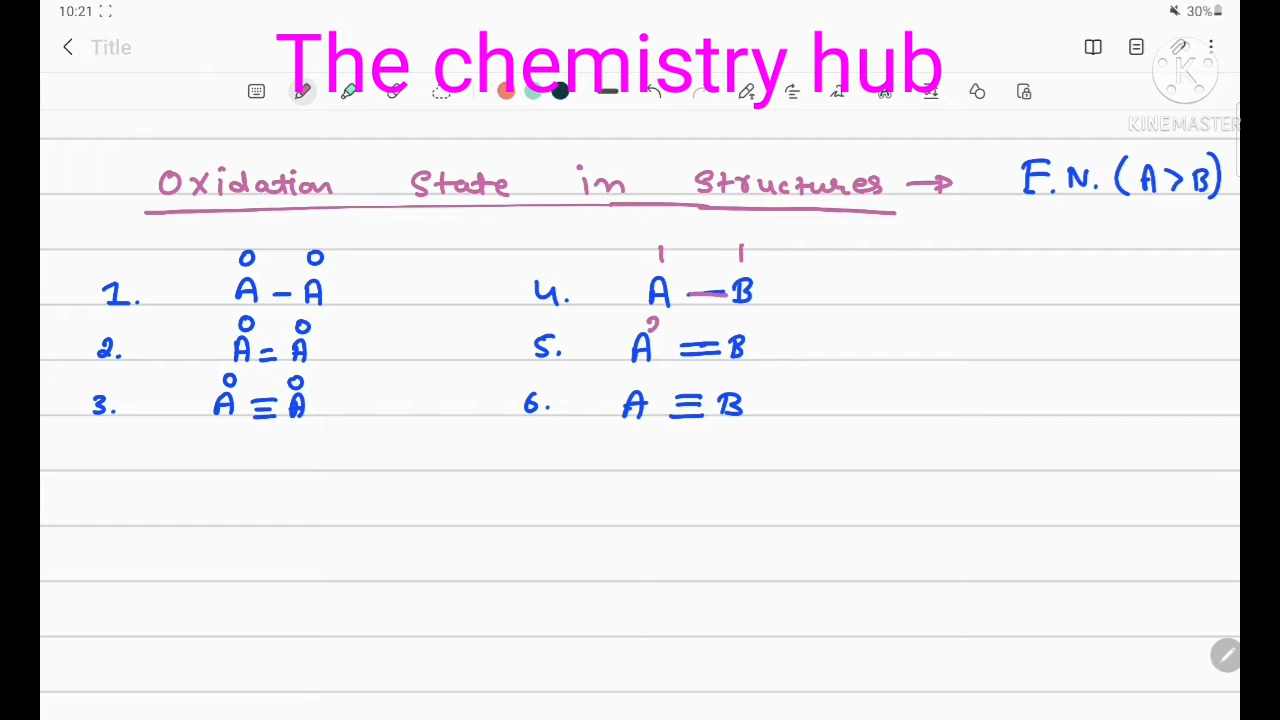 10:21
30%
Title
The chemistry hub
KINEMASTER
Oxidation State in Structures → E.N. (A > B)
0 0
1. A – A
0 0
2. A = A
0 0
3. A ≡ A
1 1
4. A — B
2
5. A = B
6. A ≡ B